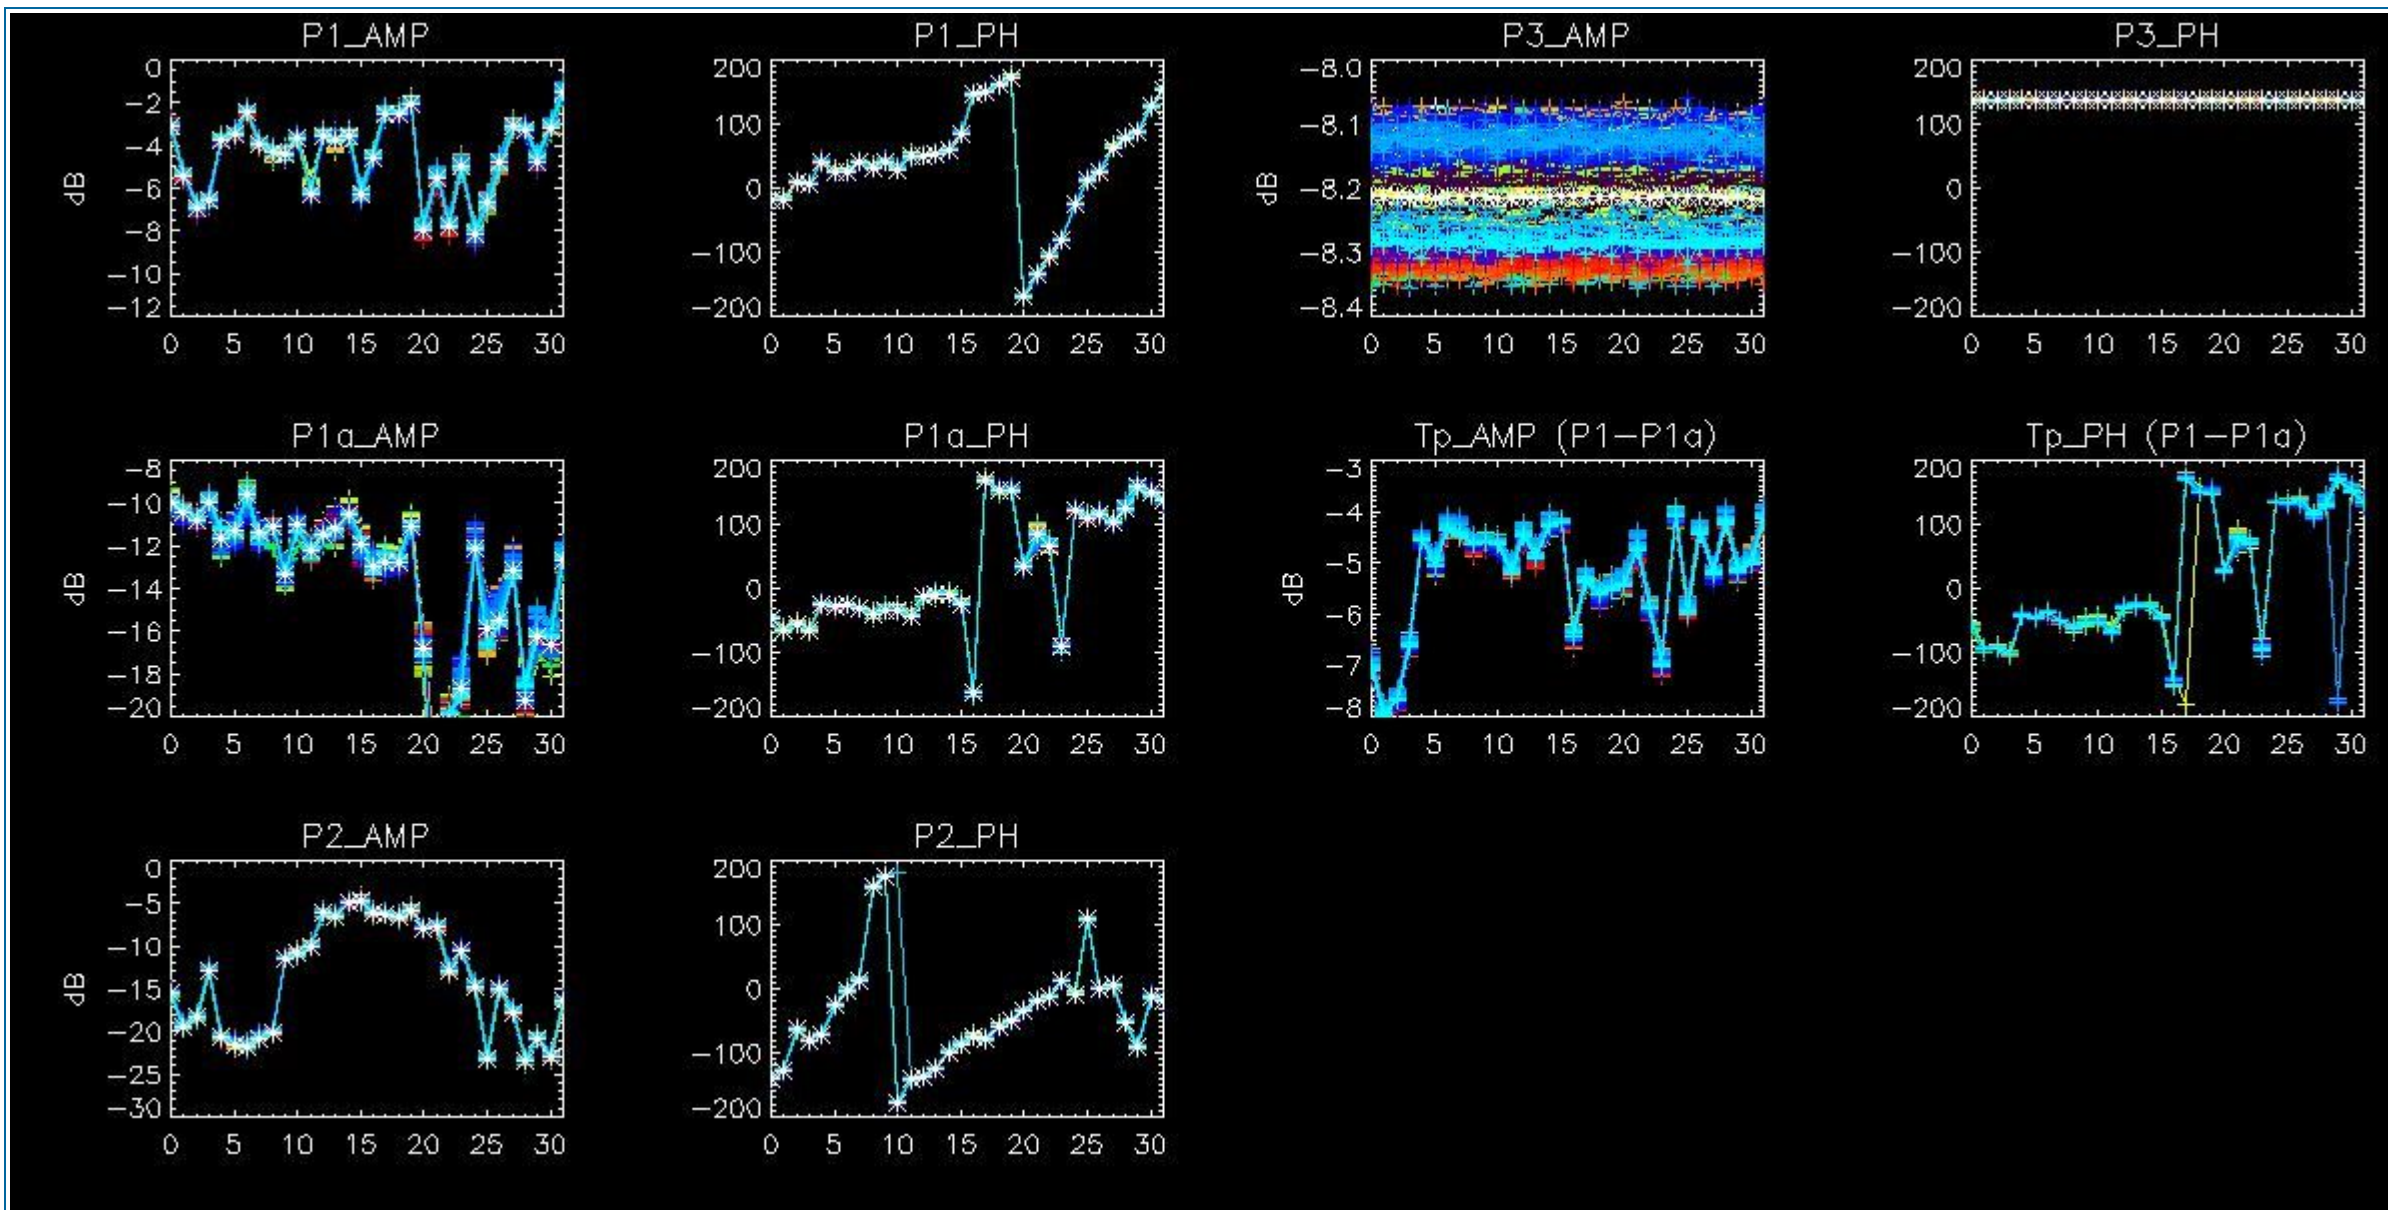 P1_AMP
0
−2
−4
−6
−8
−10
−12
dB
0 5 10 15 20 25 30
P1_PH
200
100
0
−100
−200
0 5 10 15 20 25 30
P3_AMP
−8.0
−8.1
−8.2
−8.3
−8.4
dB
0 5 10 15 20 25 30
P3_PH
200
100
0
−100
−200
0 5 10 15 20 25 30
P1a_AMP
−8
−10
−12
−14
−16
−18
−20
dB
0 5 10 15 20 25 30
P1a_PH
200
100
0
−100
−200
0 5 10 15 20 25 30
Tp_AMP (P1−P1a)
−3
−4
−5
−6
−7
−8
dB
0 5 10 15 20 25 30
Tp_PH (P1−P1a)
200
100
0
−100
−200
0 5 10 15 20 25 30
P2_AMP
0
−5
−10
−15
−20
−25
−30
dB
0 5 10 15 20 25 30
P2_PH
200
100
0
−100
−200
0 5 10 15 20 25 30